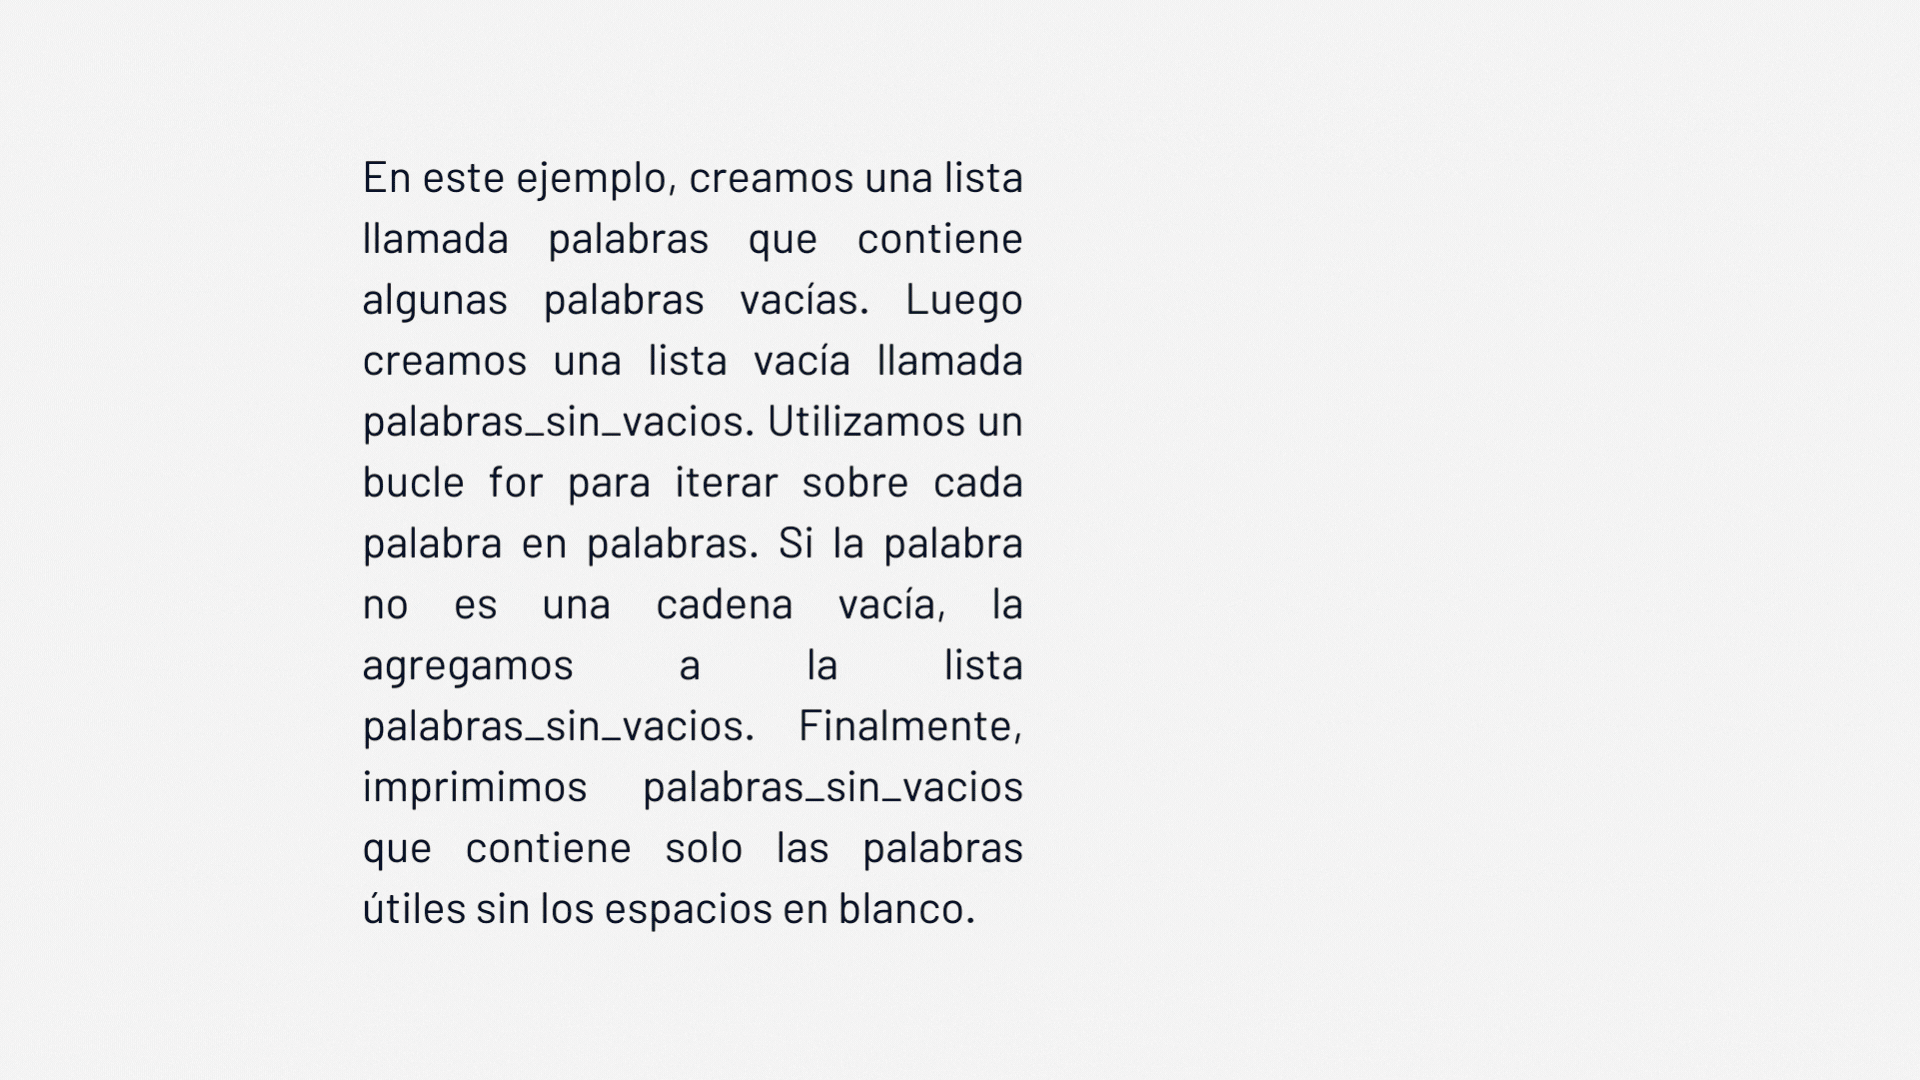 En este ejemplo, creamos una lista
llamada palabras que contiene
algunas palabras vacías. Luego
creamos una lista vacía llamada
palabras_sin_vacios. Utilizamos un
bucle for para iterar sobre cada
palabra en palabras. Si la palabra
no es una cadena vacía, la
agregamos a la lista
palabras_sin_vacios. Finalmente,
imprimimos palabras_sin_vacios
que contiene solo las palabras
útiles sin los espacios en blanco.